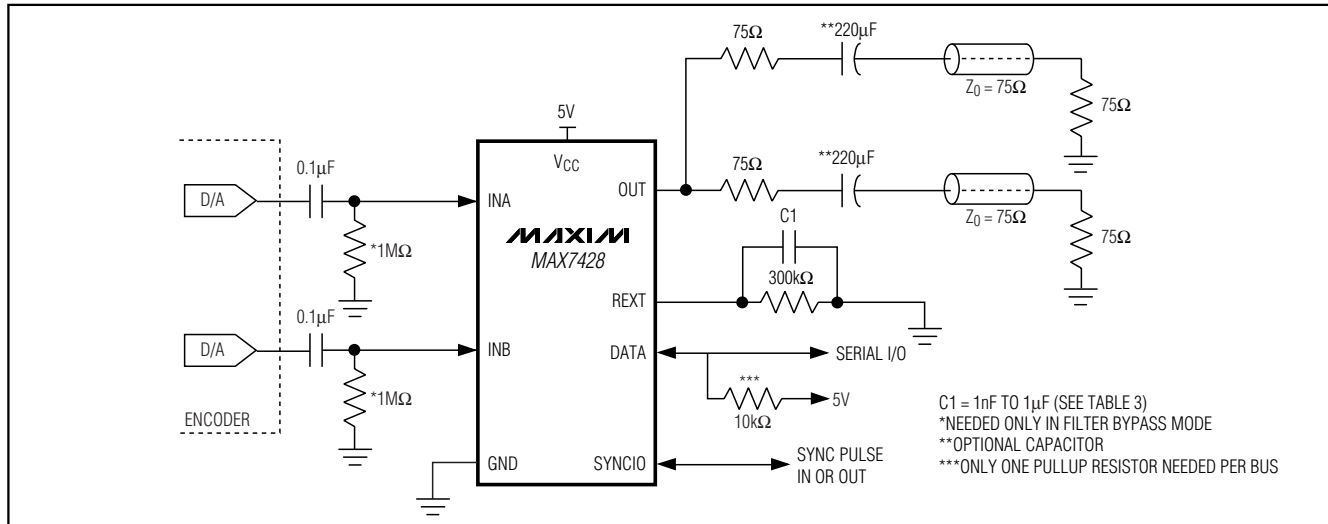 75Ω
**220µF
Z0 = 75Ω
75Ω
5V
VCC
75Ω
**220µF
OUT
Z0 = 75Ω
75Ω
0.1µF
D/A
INA
*1MΩ
MAXIM
MAX7428
C1
300kΩ
REXT
0.1µF
D/A
INB
*1MΩ
ENCODER
DATA
SERIAL I/O
***
10kΩ
5V
GND
SYNCIO
SYNC PULSE
IN OR OUT
C1 = 1nF TO 1µF (SEE TABLE 3)
*NEEDED ONLY IN FILTER BYPASS MODE
**OPTIONAL CAPACITOR
***ONLY ONE PULLUP RESISTOR NEEDED PER BUS